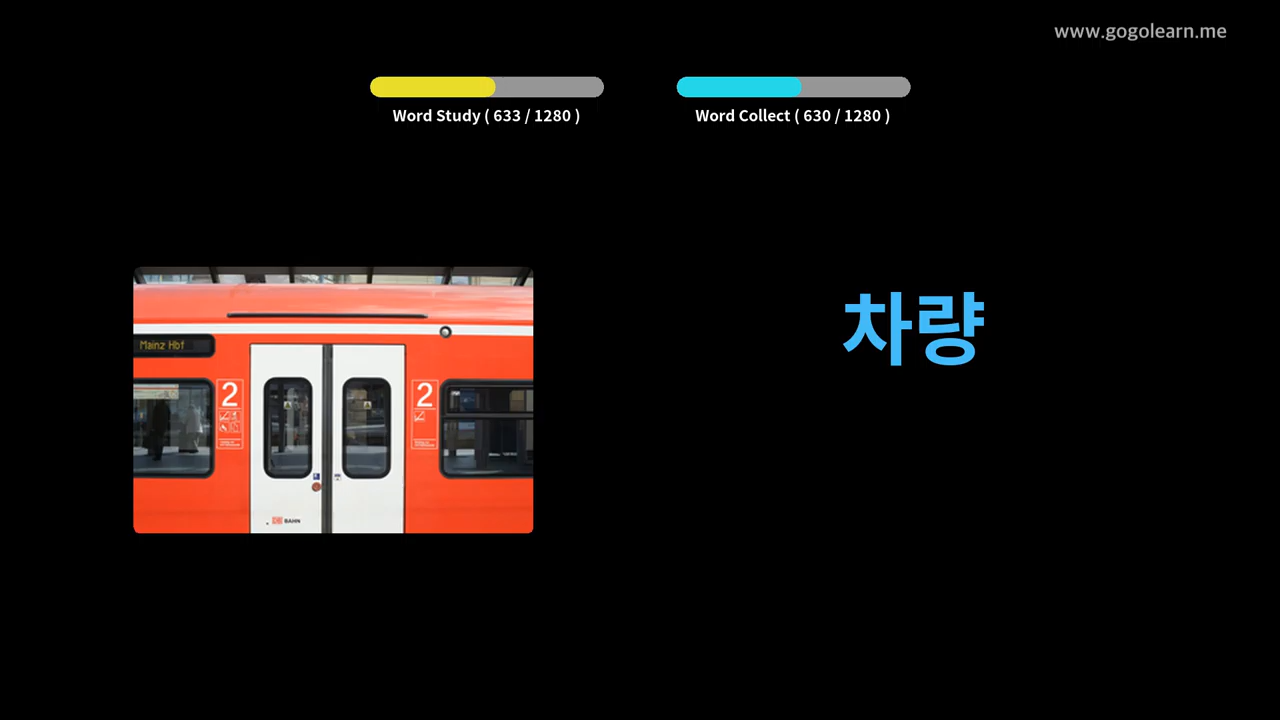 www.gogolearn.me
Word Study ( 633 / 1280 )
Word Collect ( 630 / 1280 )
차량
Mainz Hbf
2
2
DB BAHN